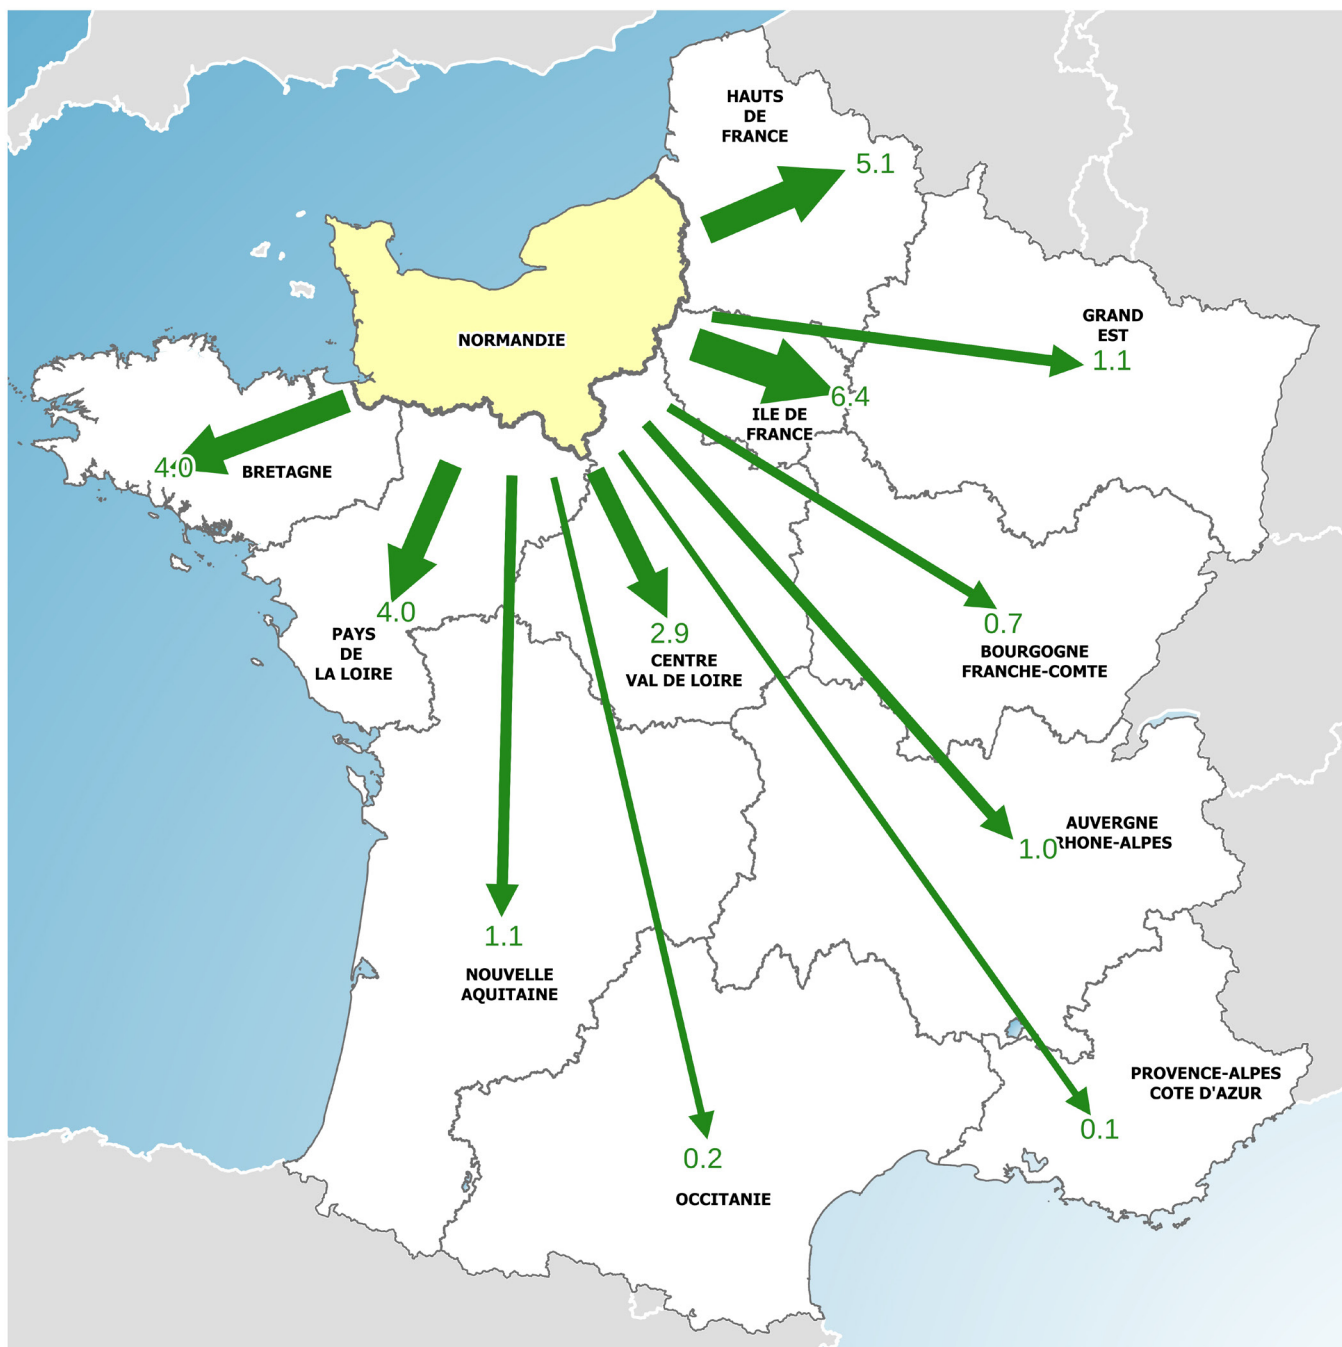 HAUTS
DE
FRANCE
5.1
GRAND
EST
1.1
NORMANDIE
6.4
ILE DE
FRANCE
4.0
BRETAGNE
4.0
PAYS
DE
LA LOIRE
2.9
CENTRE
VAL DE LOIRE
0.7
BOURGOGNE
FRANCHE-COMTE
AUVERGNE
RHONE-ALPES
1.0
1.1
NOUVELLE
AQUITAINE
PROVENCE-ALPES
COTE D'AZUR
0.1
0.2
OCCITANIE